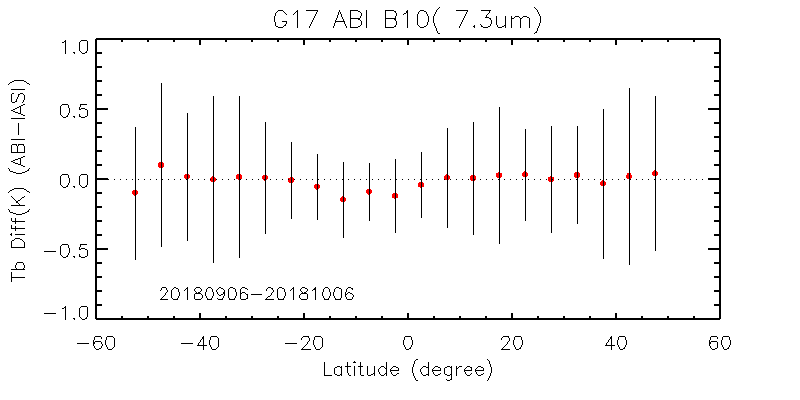 G17 ABI B10( 7.3um)
Tb Diff(K) (ABI-IASI)
1.0
0.5
0.0
-0.5
-1.0
20180906-20181006
-60 -40 -20 0 20 40 60
Latitude (degree)